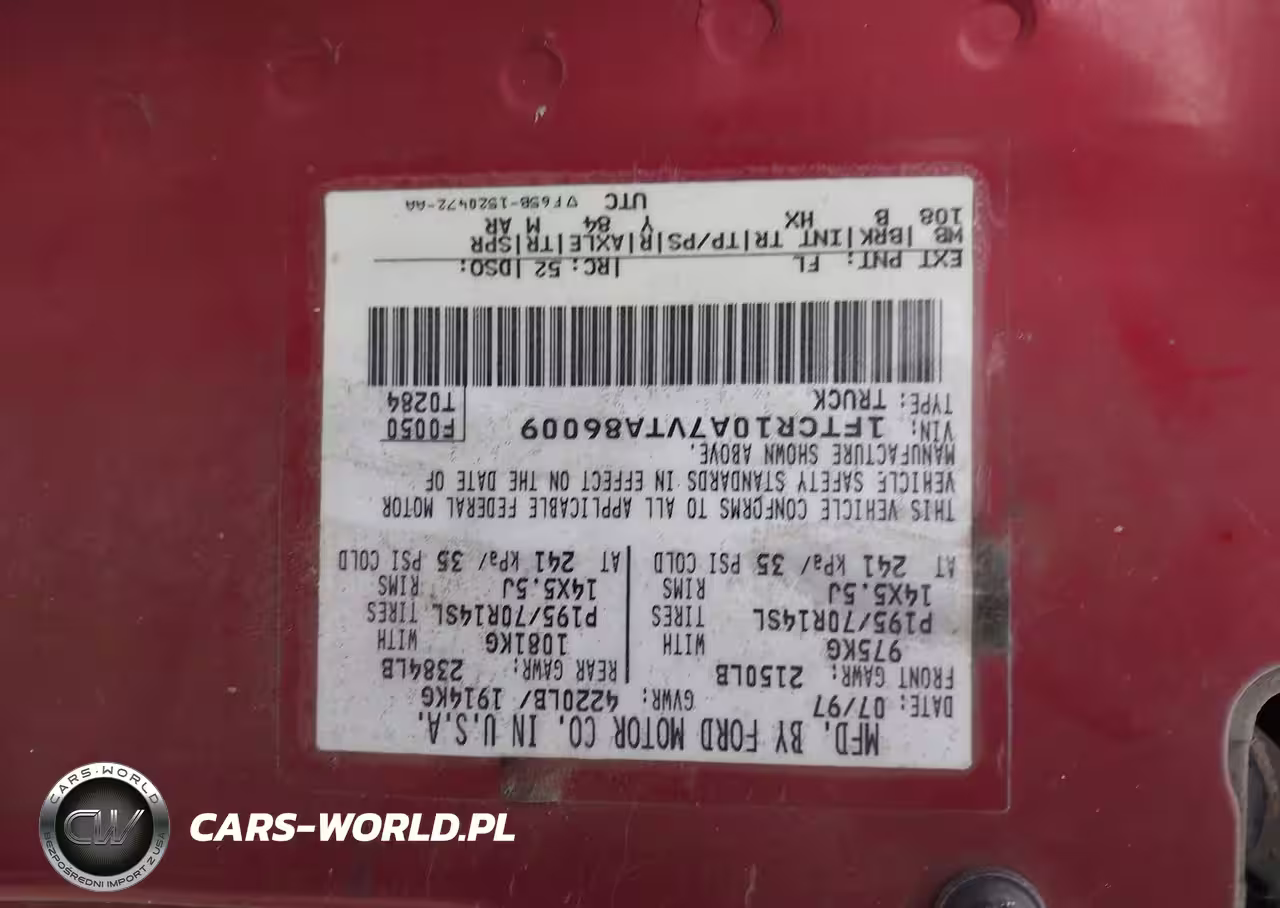 MFD. BY FORD MOTOR CO. IN U.S.A.
DATE: 07/97 GVWR: 4220LB/ 1914KG
FRONT GAWR: 2150LB REAR GAWR: 2384LB
975KG WITH 1081KG WITH
P195/70R14SL TIRES P195/70R14SL TIRES
14X5.5J RIMS 14X5.5J RIMS
AT 241 kPa/ 35 PSI COLD AT 241 kPa/ 35 PSI COLD
THIS VEHICLE CONFORMS TO ALL APPLICABLE FEDERAL MOTOR
VEHICLE SAFETY STANDARDS IN EFFECT ON THE DATE OF
MANUFACTURE SHOWN ABOVE.
VIN: 1FTCR10A7VTA86009 F0050
TYPE: TRUCK T0284
EXT PNT: FL |RC: 52 |DSO:
WB |BRK|INT TR|TP/PS|R|AXLE|TR|SPR
108 B HX Y 84 M AR
UTC ▽F65B-1520472-AA
CARS-WORLD
CW
BEZPOŚREDNI IMPORT Z USA
CARS-WORLD.PL